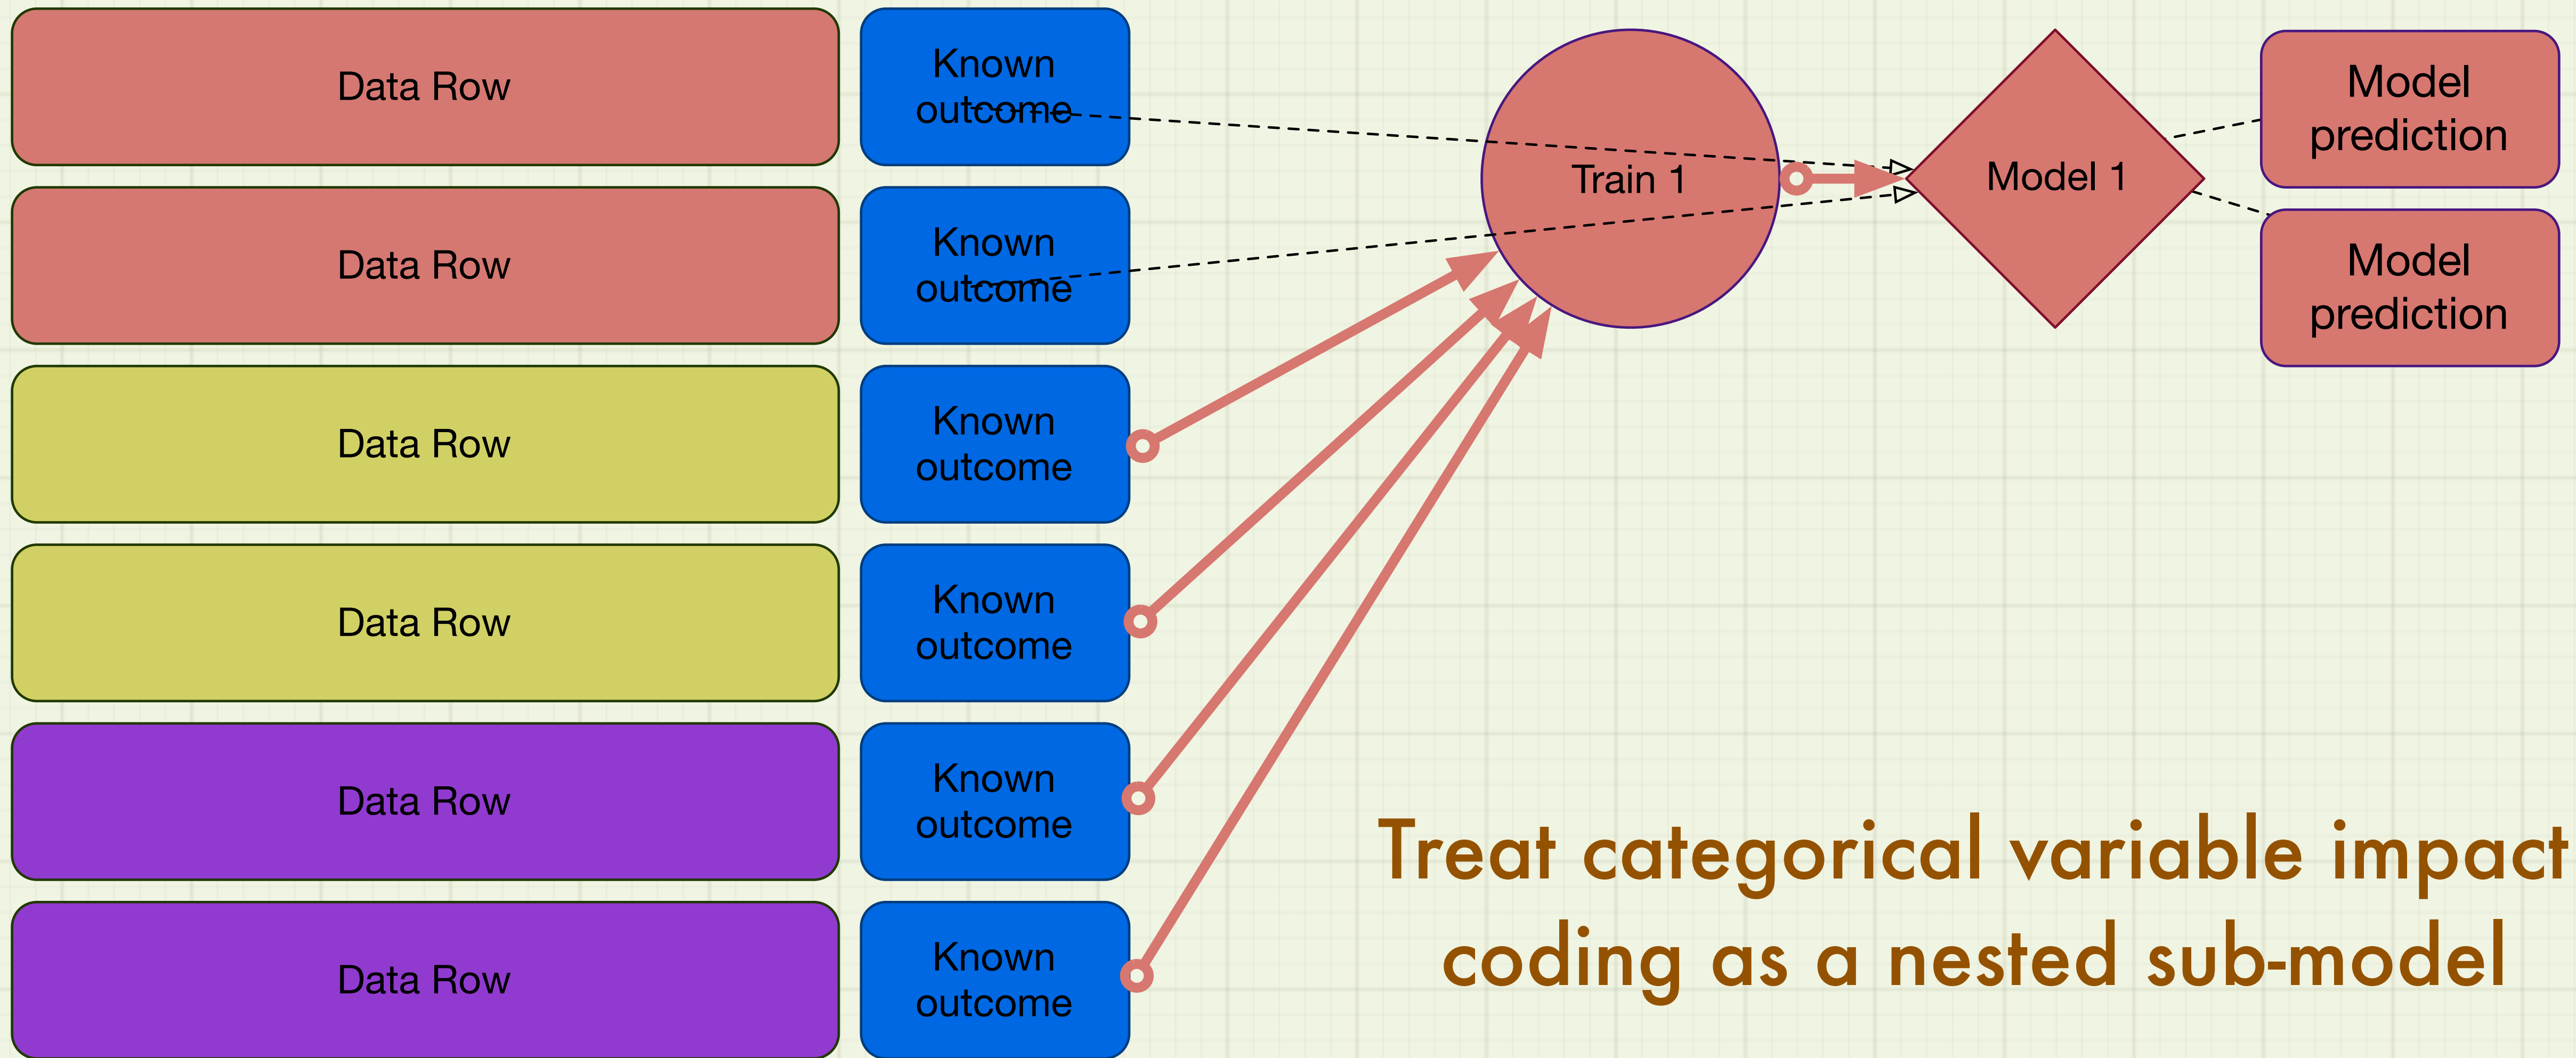 Data Row
Known
outcome
Data Row
Known
outcome
Data Row
Known
outcome
Data Row
Known
outcome
Data Row
Known
outcome
Data Row
Known
outcome
Train 1
Model 1
Model
prediction
Model
prediction
Treat categorical variable impact
coding as a nested sub-model